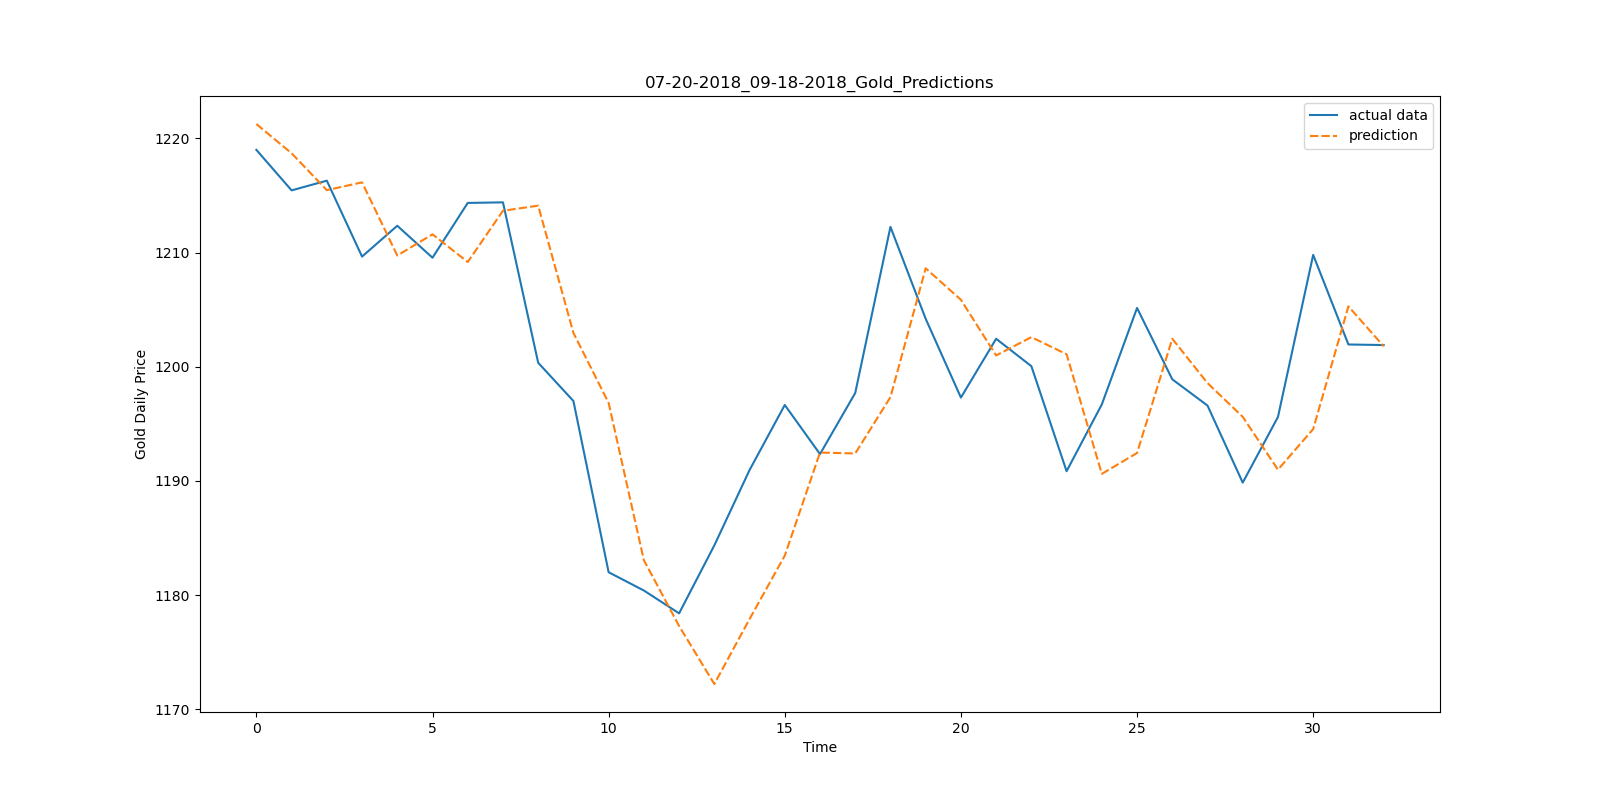 07-20-2018_09-18-2018_Gold_Predictions
actual data
prediction
Gold Daily Price
1220
1210
1200
1190
1180
1170
0 5 10 15 20 25 30
Time